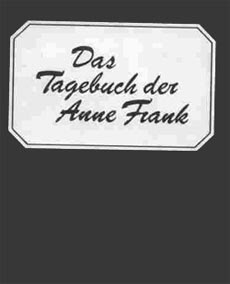 Das
Tagebuch der
Anne Frank